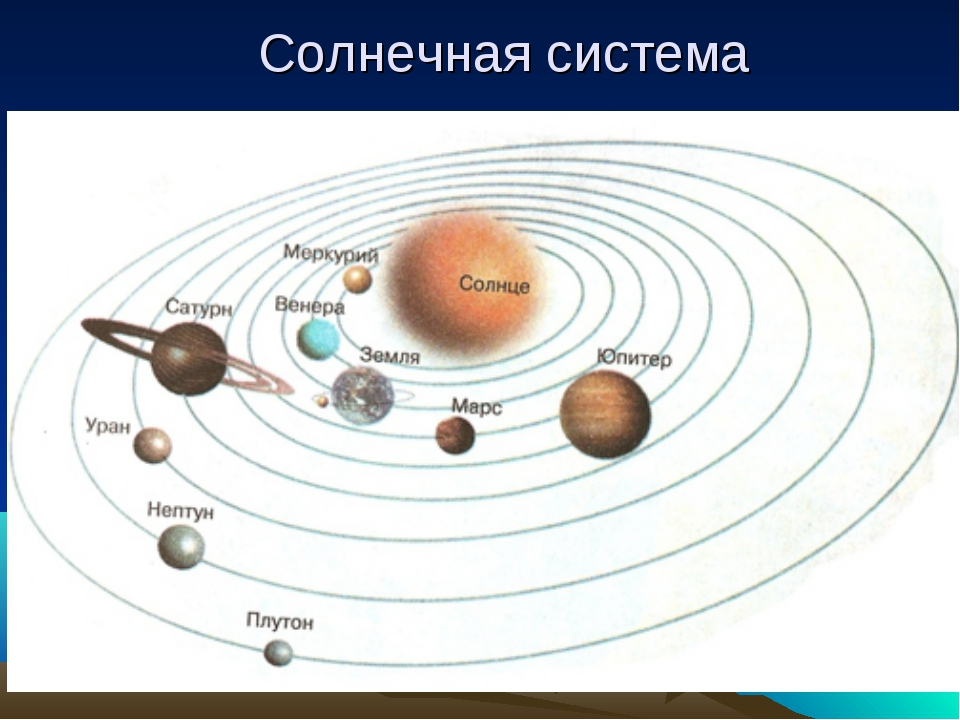 Солнечная система
Меркурий
Солнце
Сатурн
Венера
Земля
Юпитер
Марс
Уран
Нептун
Плутон